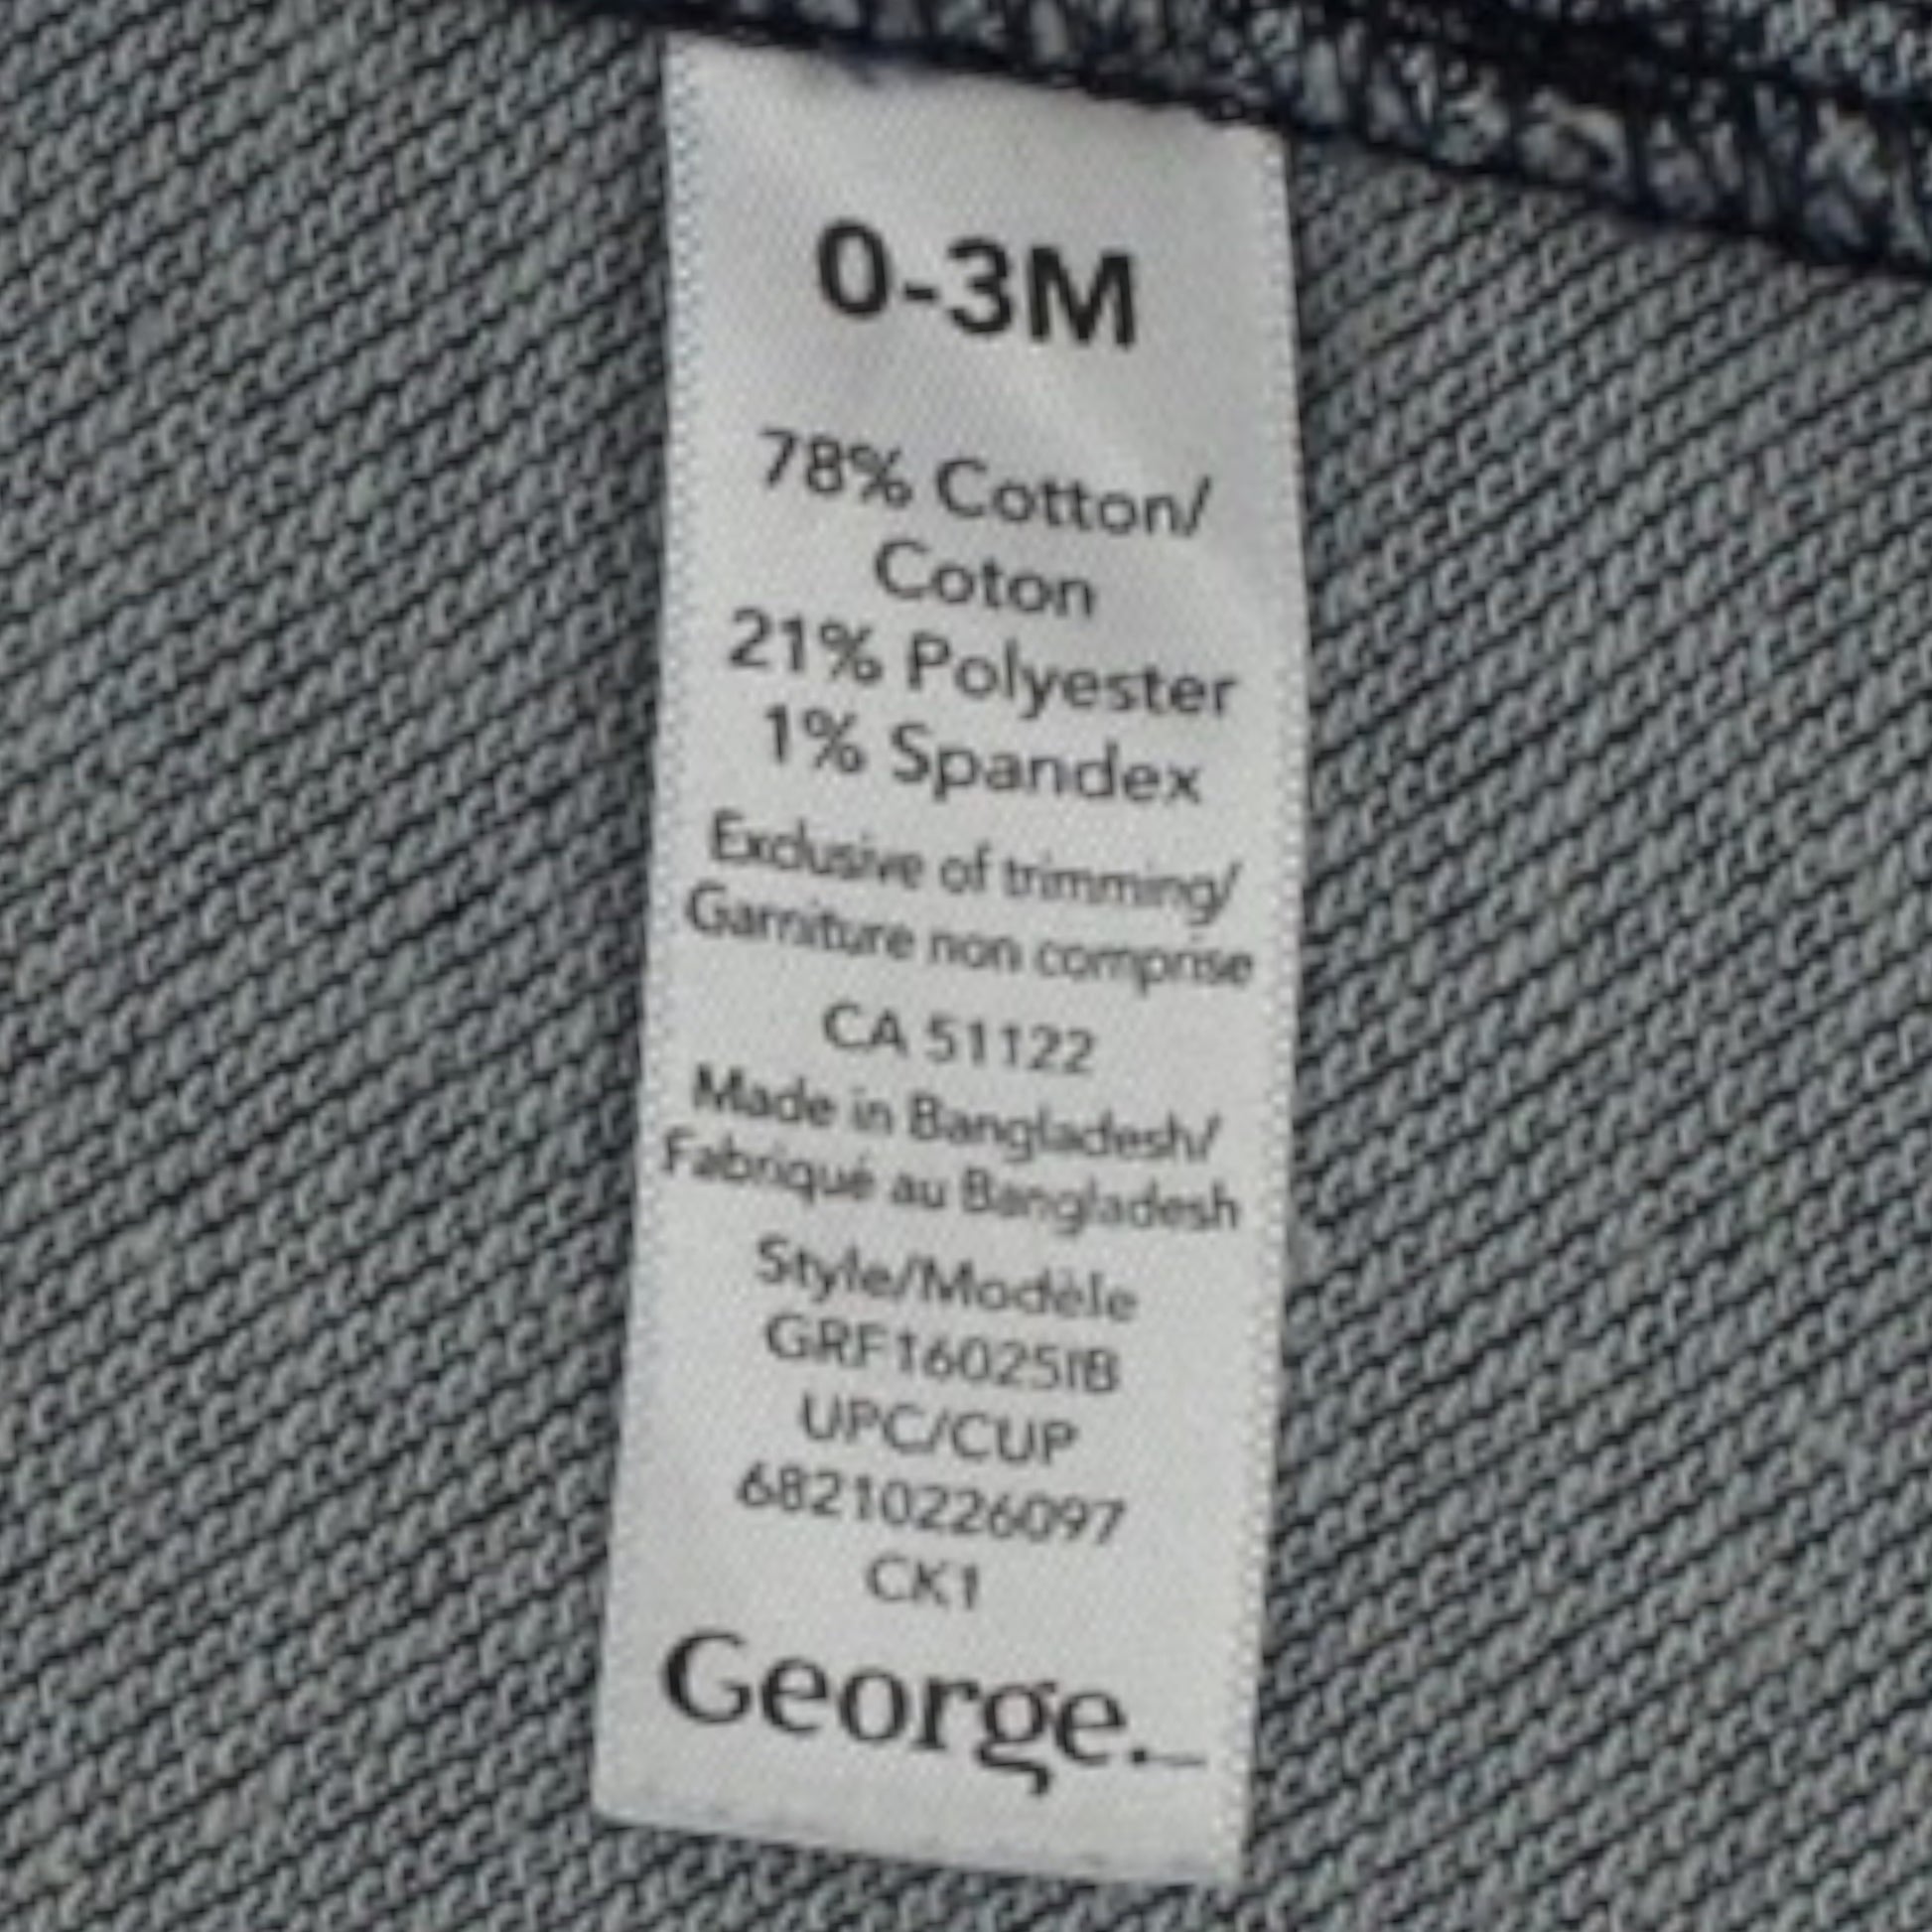 0-3M
78% Cotton/
Coton
21% Polyester
1% Spandex
Exclusive of trimming/
Garniture non comprise
CA 51122
Made in Bangladesh/
Fabriqué au Bangladesh
Style/Modèle
GRF16025IB
UPC/CUP
68210226097
CK1
George.